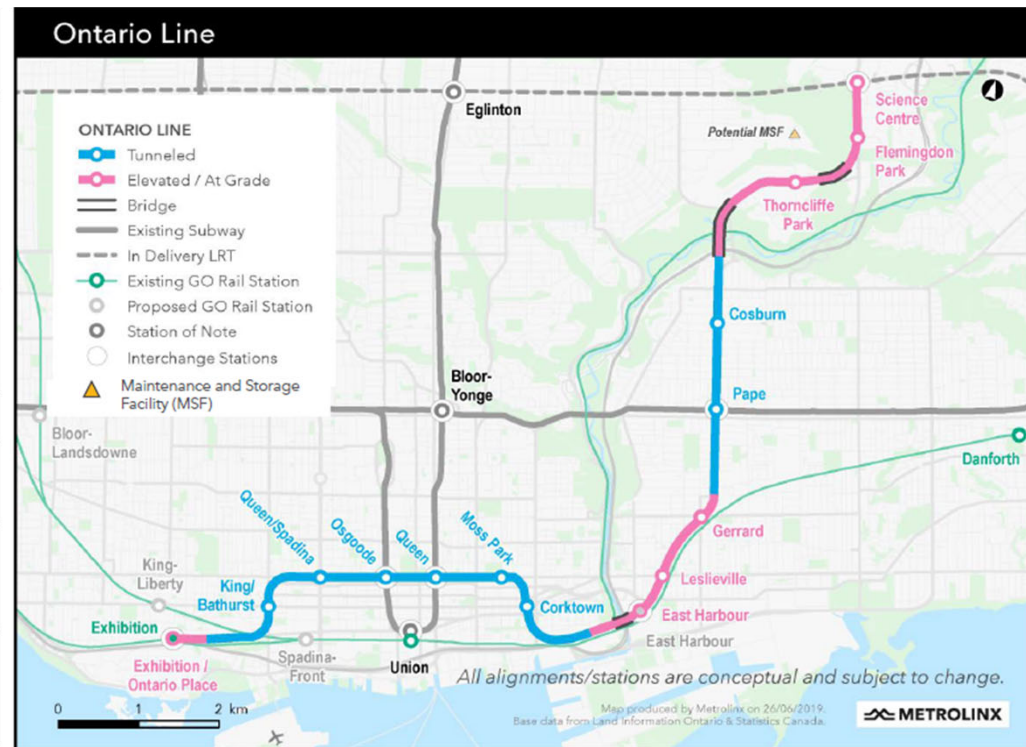 Ontario Line
ONTARIO LINE
Tunneled
Elevated / At Grade
Bridge
Existing Subway
In Delivery LRT
Existing GO Rail Station
Proposed GO Rail Station
Station of Note
Interchange Stations
Maintenance and Storage
Facility (MSF)
Eglinton
Potential MSF
Science
Centre
Flemingdon
Park
Thorncliffe
Park
Cosburn
Bloor-
Yonge
Pape
Bloor-
Landsdowne
Danforth
Queen/Spadina
Osgoode
Queen
Moss Park
Gerrard
King-
Liberty
King/
Bathurst
Leslieville
Corktown
East Harbour
Exhibition
East Harbour
Exhibition /
Ontario Place
Spadina-
Front
Union
All alignments/stations are conceptual and subject to change.
0 1 2 km
Map produced by Metrolinx on 26/06/2019.
Base data from Land Information Ontario & Statistics Canada.
METROLINX